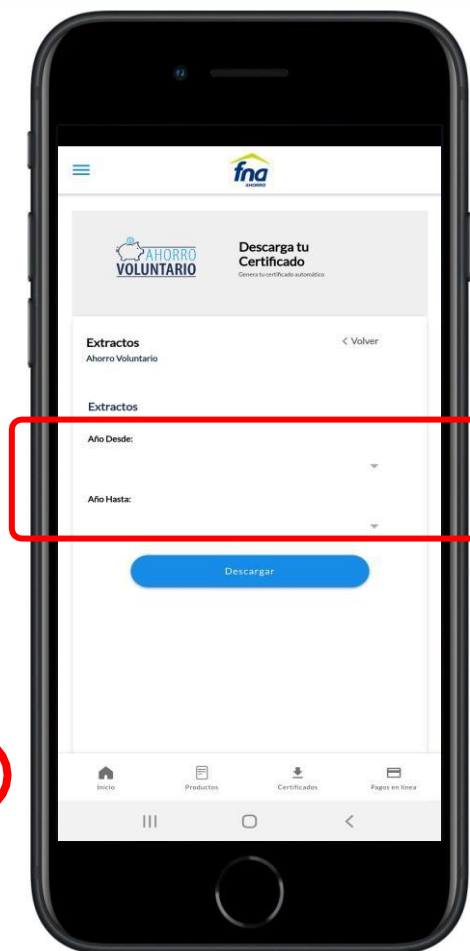 fna
AHORRO
AHORRO
VOLUNTARIO
Descarga tu
Certificado
Genera tu certificado automático
Extractos
< Volver
Ahorro Voluntario
Extractos
Año Desde:
Año Hasta:
Descargar
Inicio
Productos
Certificados
Pagos en línea